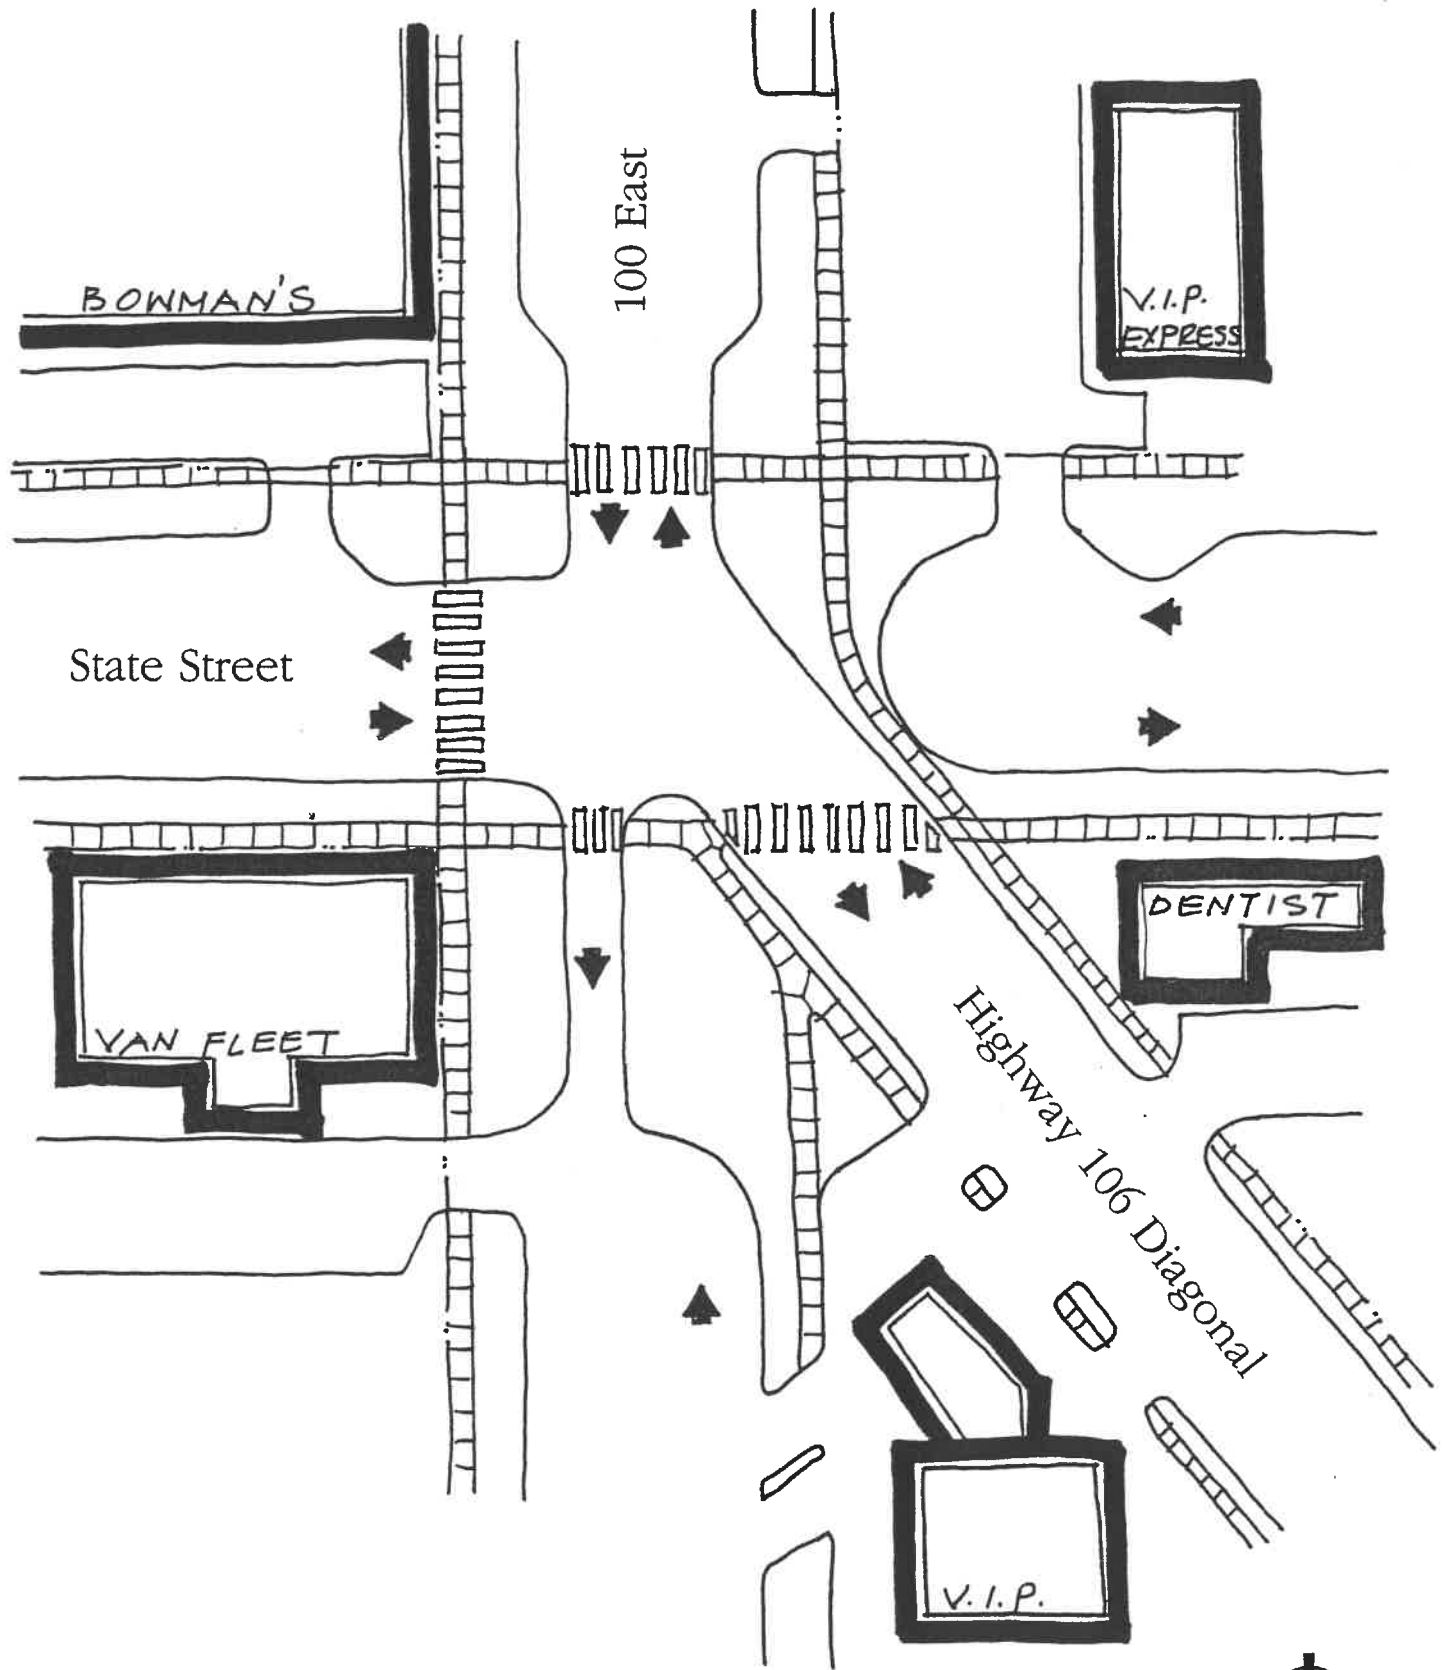 100 East
BOWMAN'S
V.I.P.
EXPRESS
State Street
DENTIST
VAN FLEET
Highway 106 Diagonal
V.I.P.